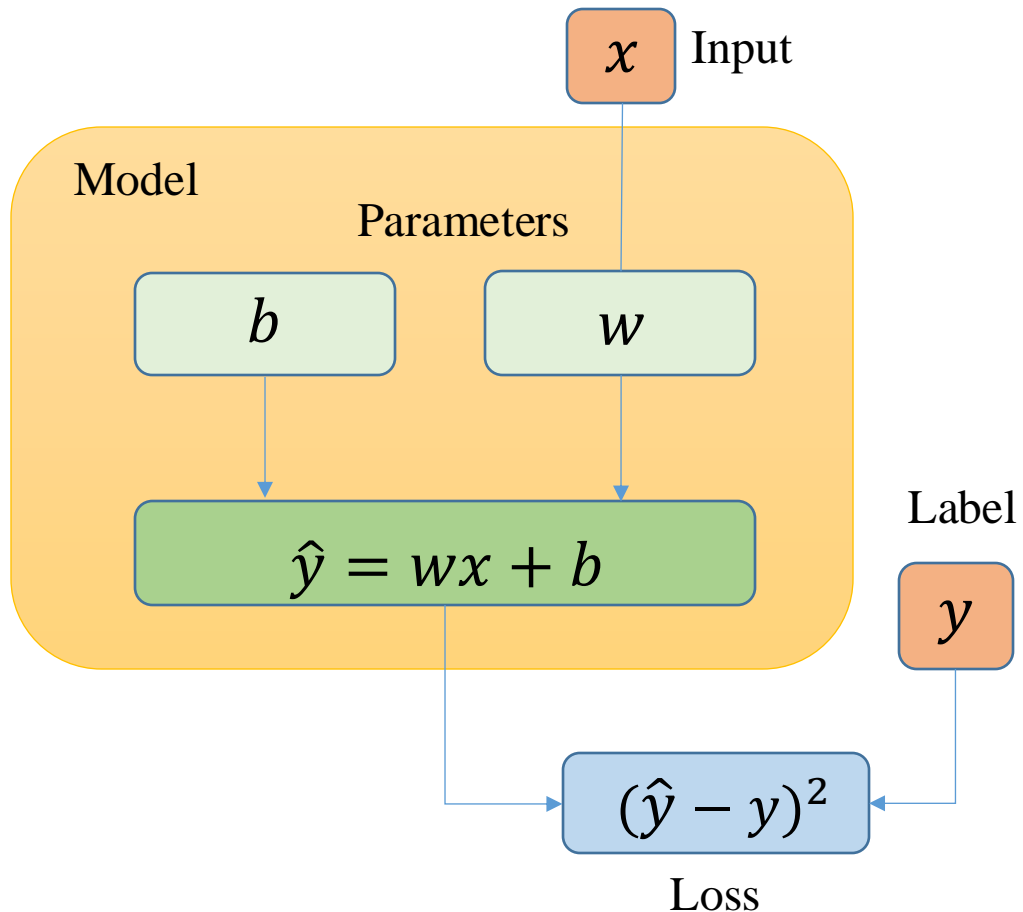 x Input
Model
Parameters
b
w
ŷ = wx + b
Label
y
(ŷ − y)²
Loss